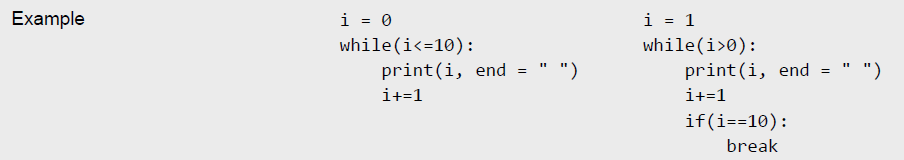 Example
i = 0
while(i<=10):
    print(i, end = " ")
    i+=1
i = 1
while(i>0):
    print(i, end = " ")
    i+=1
    if(i==10):
        break